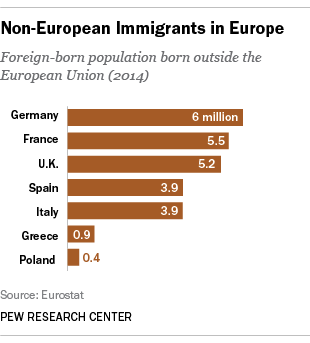 Non-European Immigrants in Europe
Foreign-born population born outside the
European Union (2014)
Germany 6 million
France 5.5
U.K. 5.2
Spain 3.9
Italy 3.9
Greece 0.9
Poland 0.4
Source: Eurostat
PEW RESEARCH CENTER